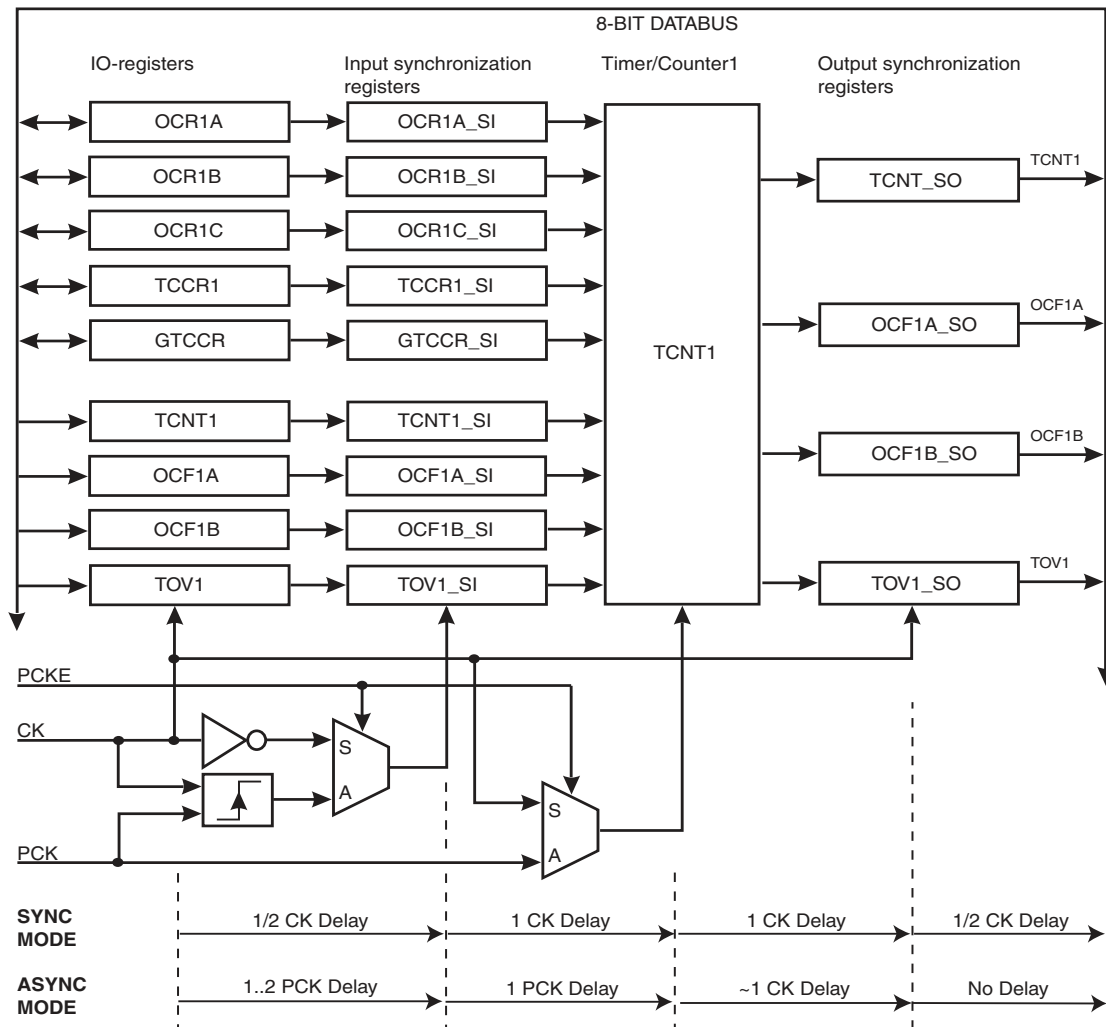 8-BIT DATABUS
IO-registers
Input synchronization
registers
Timer/Counter1
Output synchronization
registers
OCR1A
OCR1A_SI
OCR1B
OCR1B_SI
TCNT_SO
TCNT1
OCR1C
OCR1C_SI
TCCR1
TCCR1_SI
GTCCR
GTCCR_SI
TCNT1
OCF1A_SO
OCF1A
TCNT1
TCNT1_SI
OCF1A
OCF1A_SI
OCF1B_SO
OCF1B
OCF1B
OCF1B_SI
TOV1
TOV1_SI
TOV1_SO
TOV1
PCKE
CK
S
A
S
A
PCK
SYNC
MODE
1/2 CK Delay
1 CK Delay
1 CK Delay
1/2 CK Delay
ASYNC
MODE
1..2 PCK Delay
1 PCK Delay
~1 CK Delay
No Delay